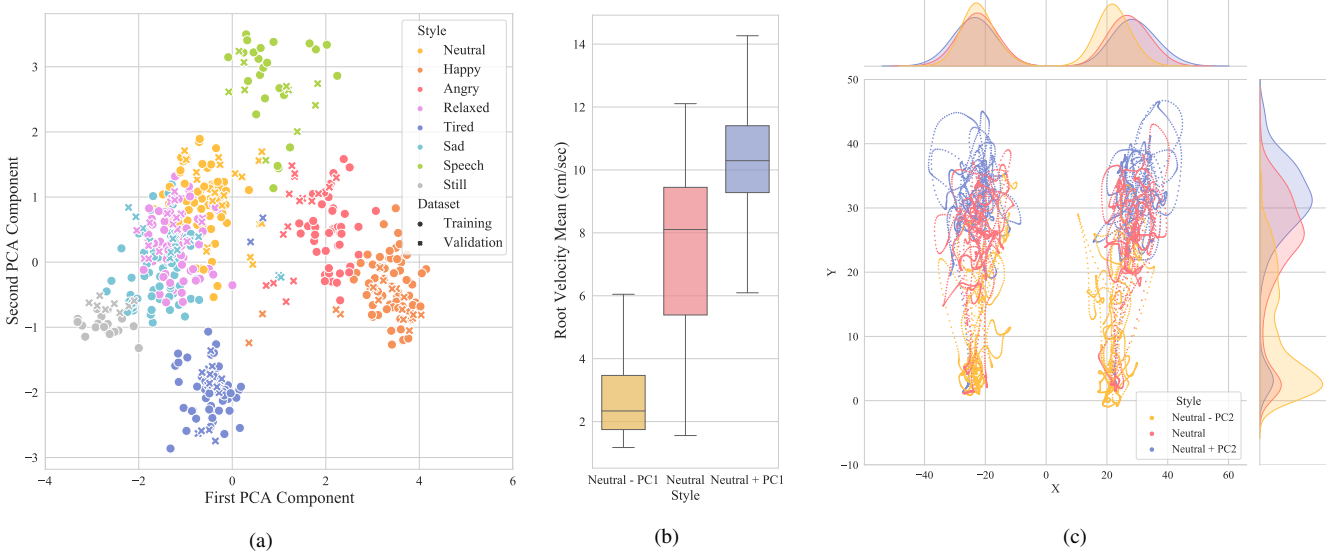 Second PCA Component
3
2
1
0
−1
−2
−3
−4
−2
0
2
4
6
First PCA Component
Style
Neutral
Happy
Angry
Relaxed
Tired
Sad
Speech
Still
Dataset
Training
Validation
(a)
Root Velocity Mean (cm/sec)
14
12
10
8
6
4
2
Neutral - PC1 Neutral Neutral + PC1
Style
(b)
Y
50
40
30
20
10
0
−10
−40
−20
0
20
40
60
X
Style
Neutral - PC2
Neutral
Neutral + PC2
(c)